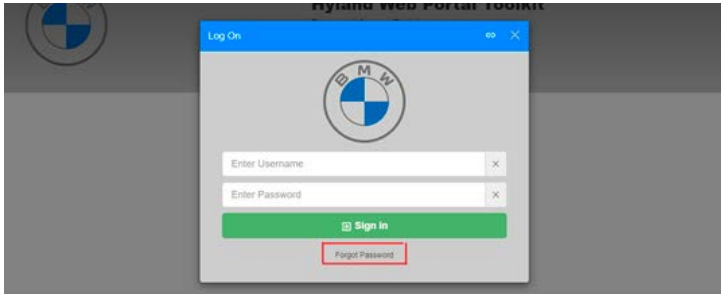 Hyland Web Portal Toolkit
Log On
BMW
Enter Username
Enter Password
Sign in
Forgot Password